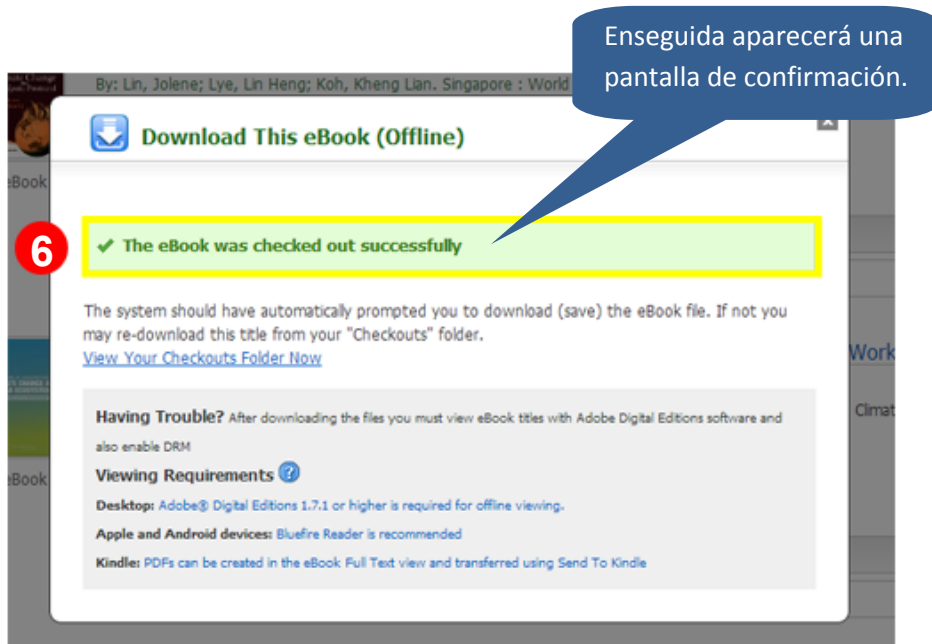 Enseguida aparecerá una
pantalla de confirmación.
By: Lin, Jolene; Lye, Lin Heng; Koh, Kheng Lian. Singapore : World
Download This eBook (Offline)
eBook
6
✔ The eBook was checked out successfully
The system should have automatically prompted you to download (save) the eBook file. If not you
may re-download this title from your "Checkouts" folder.
View Your Checkouts Folder Now
Work
Having Trouble? After downloading the files you must view eBook titles with Adobe Digital Editions software and
also enable DRM
Climat
Viewing Requirements ?
eBook
Desktop: Adobe® Digital Editions 1.7.1 or higher is required for offline viewing.
Apple and Android devices: Bluefire Reader is recommended
Kindle: PDFs can be created in the eBook Full Text view and transferred using Send To Kindle